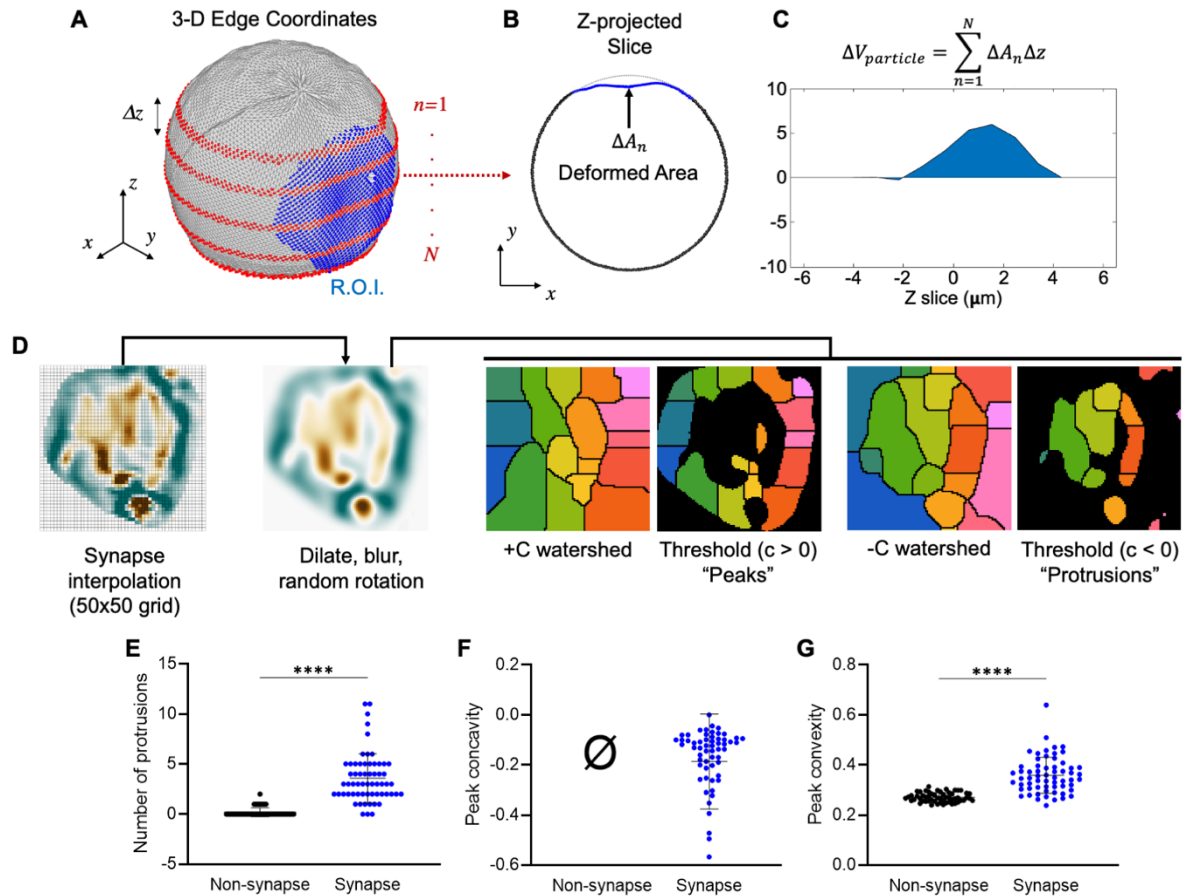 A
3-D Edge Coordinates
Δz
z
x
y
n=1
.
.
.
N
R.O.I.
B
Z-projected
Slice
ΔAₙ
Deformed Area
y
x
C
ΔV_particle = ∑_{n=1}^{N} ΔAₙΔz
10
5
0
-5
-10
-6
-4
-2
0
2
4
6
Z slice (μm)
D
Synapse
interpolation
(50x50 grid)
Dilate, blur,
random rotation
+C watershed
Threshold (c > 0)
“Peaks”
-C watershed
Threshold (c < 0)
“Protrusions”
E
Number of protrusions
15
10
5
0
-5
****
Non-synapse
Synapse
F
Peak concavity
0.2
0.0
-0.2
-0.4
-0.6
Ø
Non-synapse
Synapse
G
Peak convexity
0.8
0.6
0.4
0.2
0.0
****
Non-synapse
Synapse